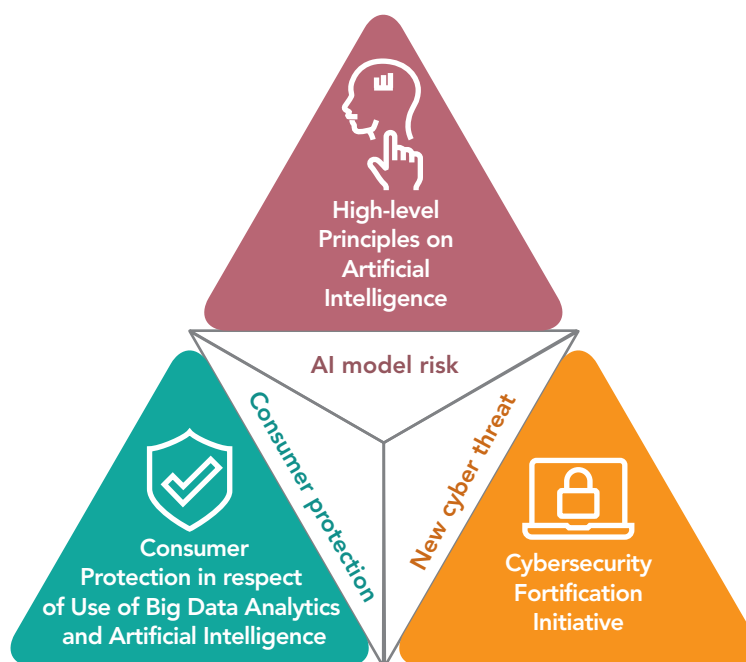 High-level
Principles on
Artificial
Intelligence
AI model risk
Consumer protection
New cyber threat
Consumer
Protection in respect
of Use of Big Data Analytics
and Artificial Intelligence
Cybersecurity
Fortification
Initiative